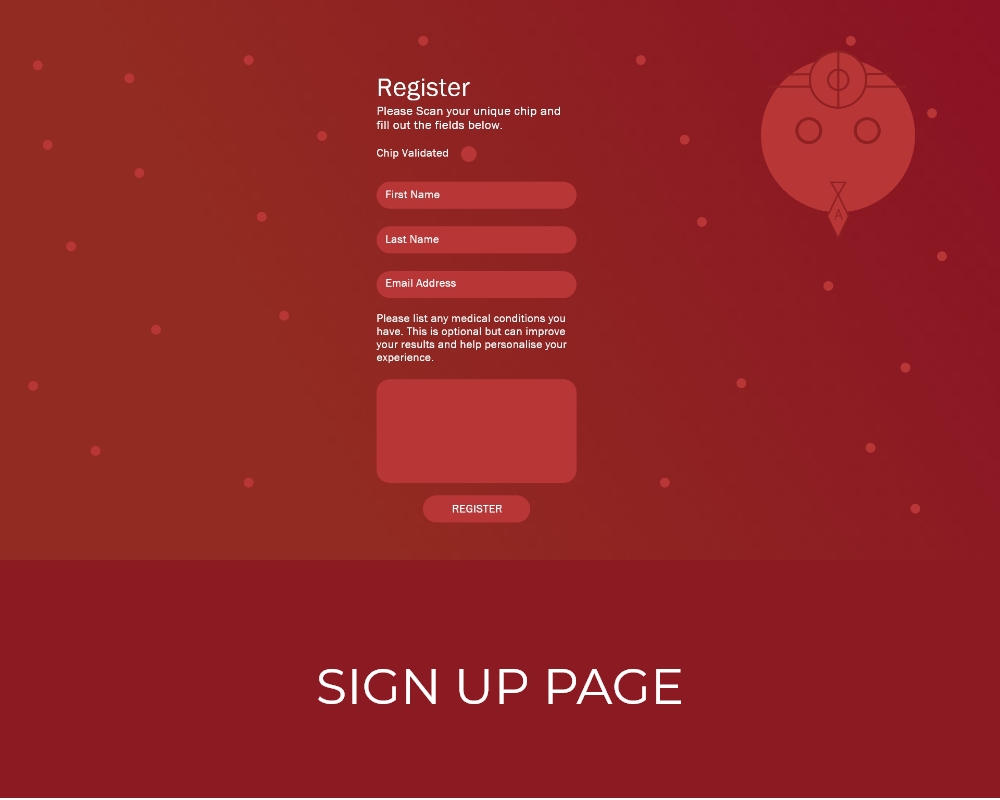 Register
Please Scan your unique chip and
fill out the fields below.
Chip Validated
First Name
Last Name
Email Address
Please list any medical conditions you
have. This is optional but can improve
your results and help personalise your
experience.
REGISTER
A
SIGN UP PAGE